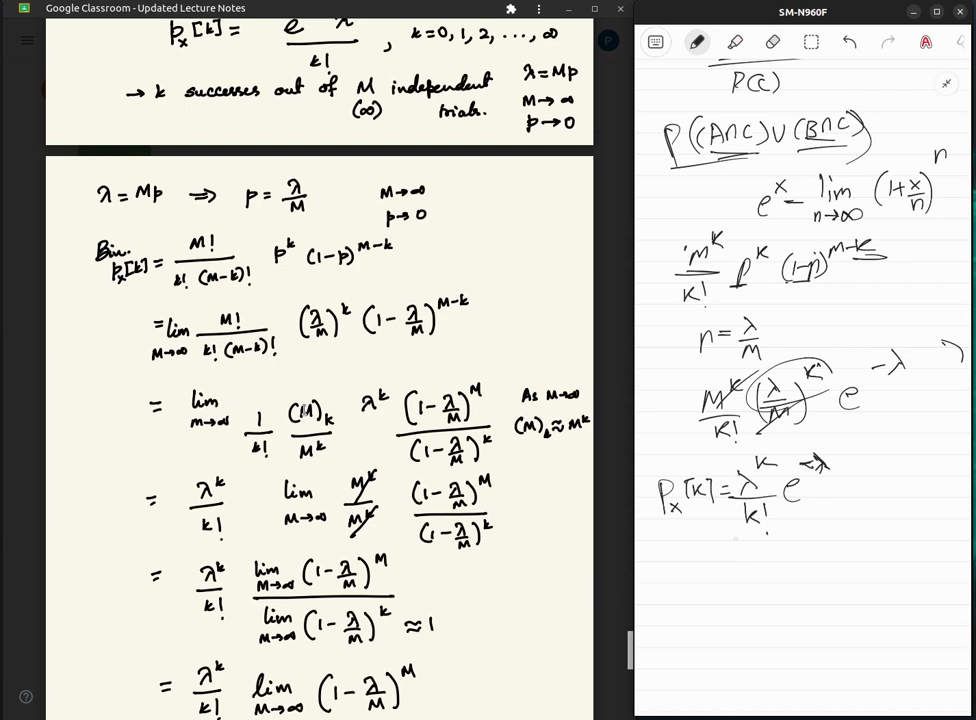 Google Classroom - Updated Lecture Notes
pₓ[k] = e λ / k! , k=0, 1, 2, ..., ∞
→ k successes out of M independent trials. λ=Mp
(∞) M→∞
p→0
λ = Mp ⟹ p = λ/M M→∞
p→0
Bin. pₓ[k] = M! / k! (M-k)! p^k (1-p)^{M-k}
= lim M→∞ M! / k! (M-k)! (λ/M)^k (1 - λ/M)^{M-k}
= lim m→∞ 1/k! (M)_k / M^k λ^k (1-λ/M)^M / (1-λ/M)^k As M→∞
(M)_k ≈ M^k
= λ^k / k! lim M→∞ M^k / M^k (1-λ/M)^M / (1-λ/M)^k
= λ^k / k! lim M→∞ (1-λ/M)^M / lim M→∞ (1-λ/M)^k ≈ 1
= λ^k / k! lim M→∞ (1-λ/M)^M
SM-N960F
P(C)
P((A∩C)∪(B∩C))
e^x = lim n→∞ (1+x/n)^n
M^k / k! p^k (1-p)^{M-k}
p = λ/M
M^k / k! (λ/M)^k e^{-λ}
Pₓ[k] = λ^k / k! e^{-λ}